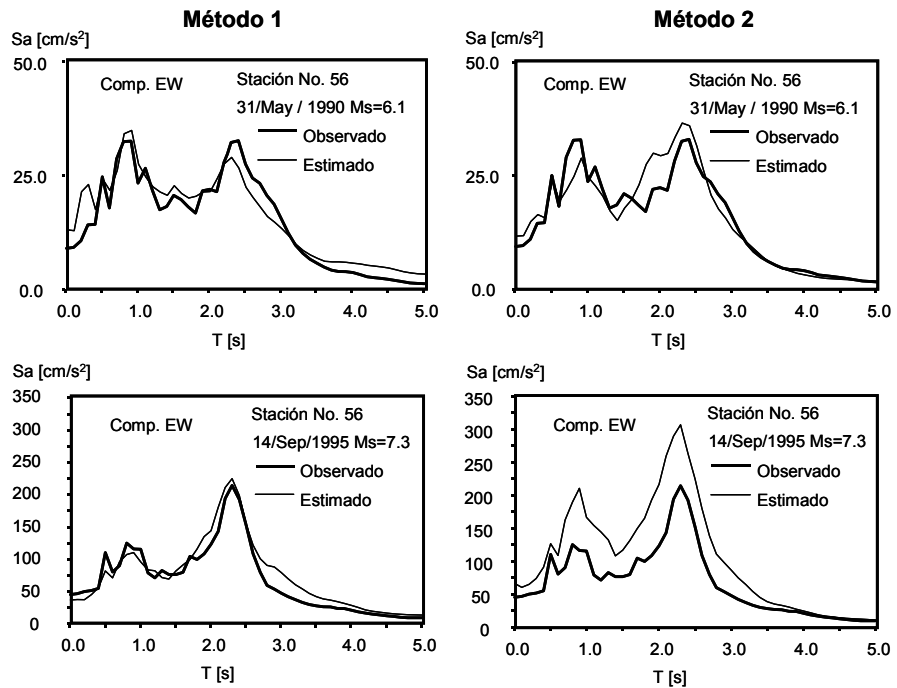 Método 1
Sa [cm/s²]
50.0
25.0
0.0
Comp. EW
Stación No. 56
31/May / 1990 Ms=6.1
Observado
Estimado
0.0 1.0 2.0 3.0 4.0 5.0
T [s]
Método 2
Sa [cm/s²]
50.0
25.0
0.0
Comp. EW
Stación No. 56
31/May / 1990 Ms=6.1
Observado
Estimado
0.0 1.0 2.0 3.0 4.0 5.0
T [s]
Sa [cm/s²]
350
300
250
200
150
100
50
0
Comp. EW
Stación No. 56
14/Sep/1995 Ms=7.3
Observado
Estimado
0.0 1.0 2.0 3.0 4.0 5.0
T [s]
Sa [cm/s²]
350
300
250
200
150
100
50
0
Comp. EW
Stación No. 56
14/Sep/1995 Ms=7.3
Observado
Estimado
0.0 1.0 2.0 3.0 4.0 5.0
T [s]